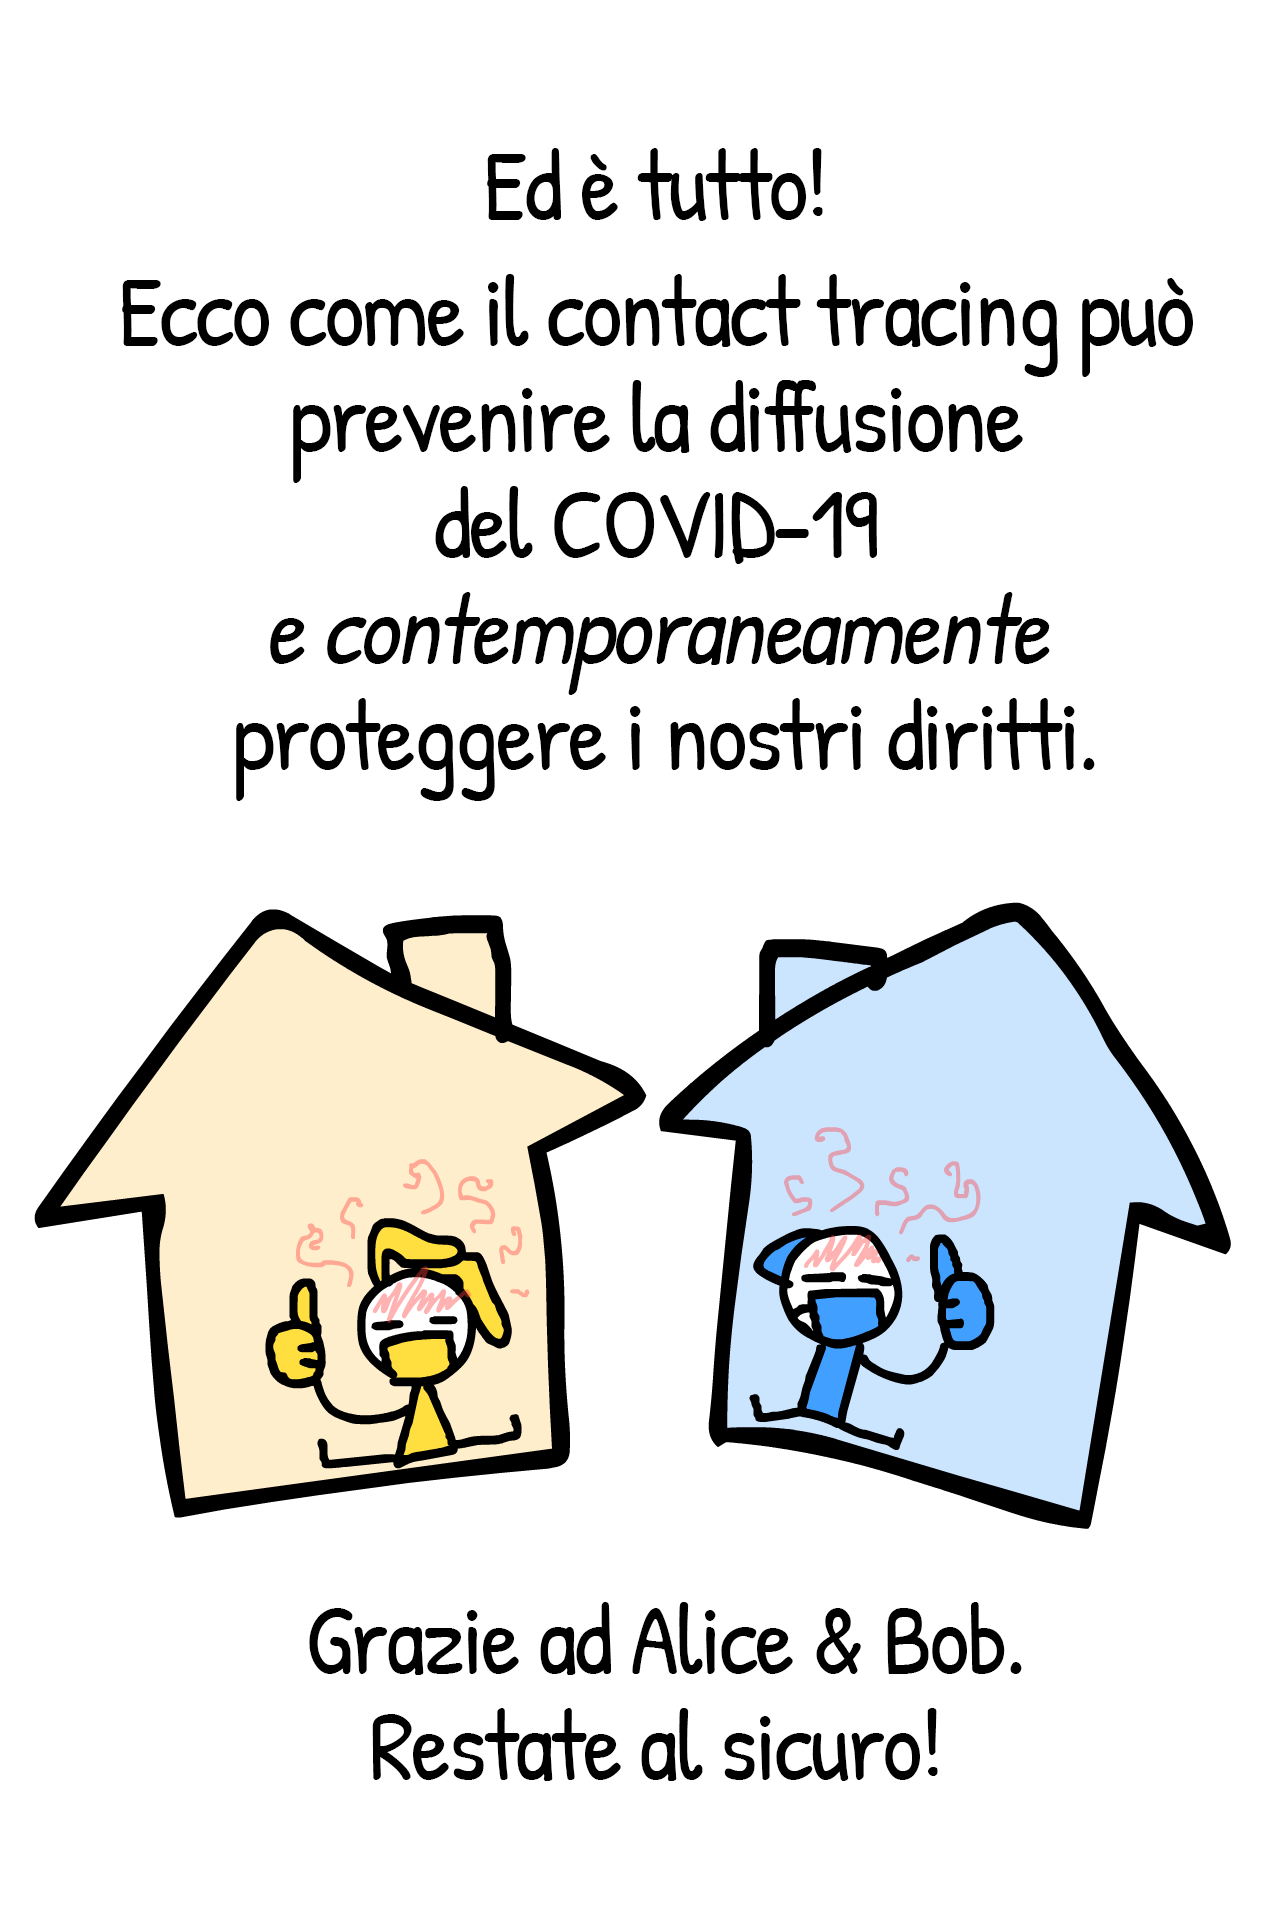 Ed è tutto!
Ecco come il contact tracing può
prevenire la diffusione
del COVID-19
e contemporaneamente
proteggere i nostri diritti.
Grazie ad Alice & Bob.
Restate al sicuro!